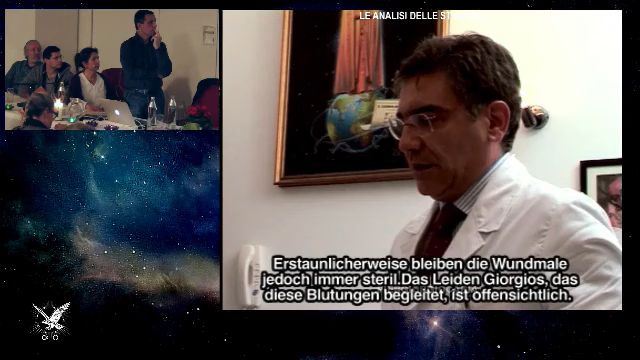 LE ANALISI DELLE ST
Erstaunlicherweise bleiben die Wundmale
jedoch immer steril.Das Leiden Giorgios, das
diese Blutungen begleitet, ist offensichtlich.